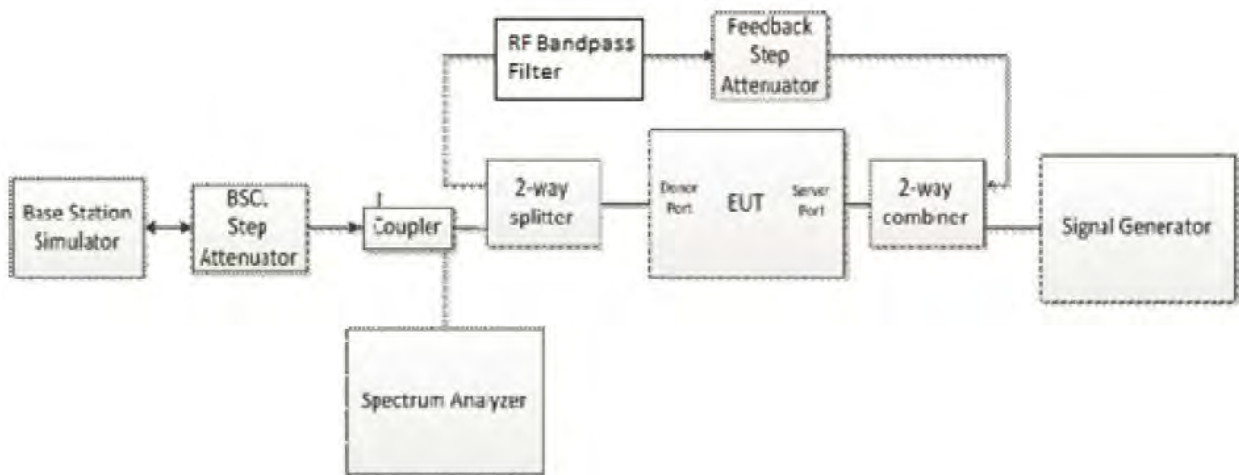 RF Bandpass
Filter
Feedback
Step
Attenuator
Base Station
Simulator
BSC,
Step
Attenuator
Coupler
2-way
splitter
Donor
Port
EUT
Server
Port
2-way
combiner
Signal Generator
Spectrum Analyzer